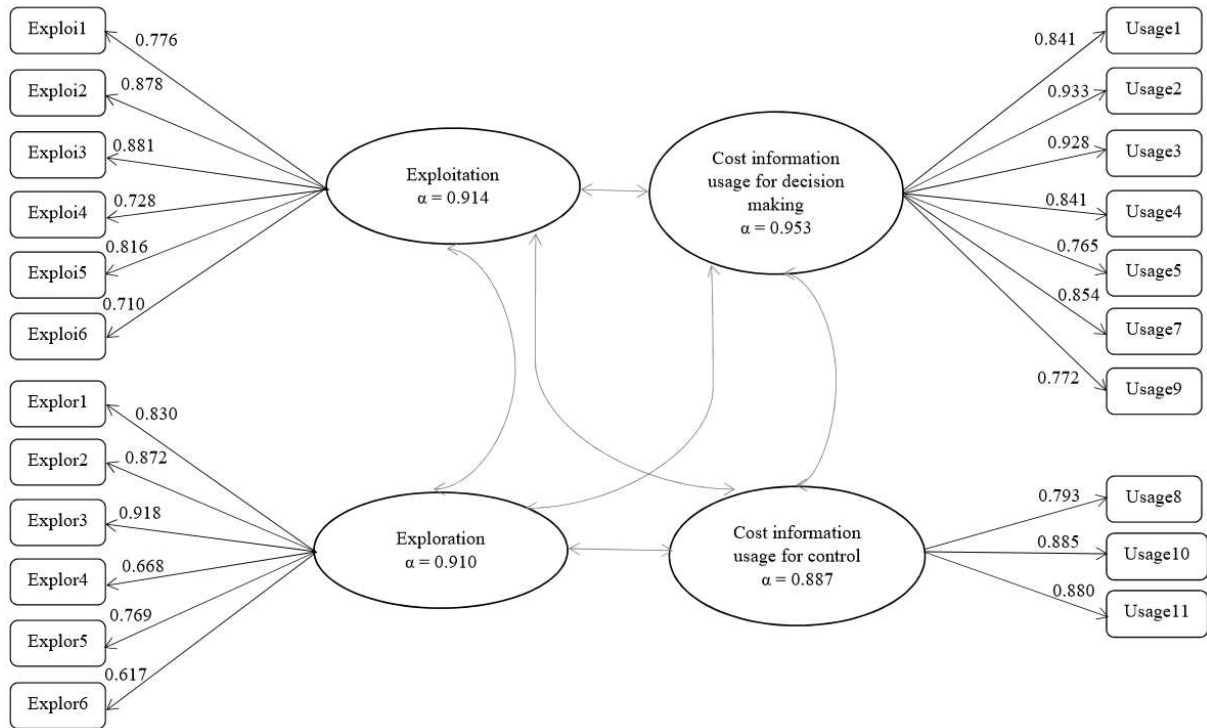 Exploi1
0.776
Exploi2
0.878
Exploi3
0.881
Exploi4
0.728
Exploi5
0.816
Exploi6
0.710
Exploitation
α = 0.914
Cost information
usage for decision
making
α = 0.953
0.841
Usage1
0.933
Usage2
0.928
Usage3
0.841
Usage4
0.765
Usage5
0.854
Usage7
0.772
Usage9
Explor1
0.830
Explor2
0.872
Explor3
0.918
Explor4
0.668
Explor5
0.769
Explor6
0.617
Exploration
α = 0.910
Cost information
usage for control
α = 0.887
0.793
Usage8
0.885
Usage10
0.880
Usage11